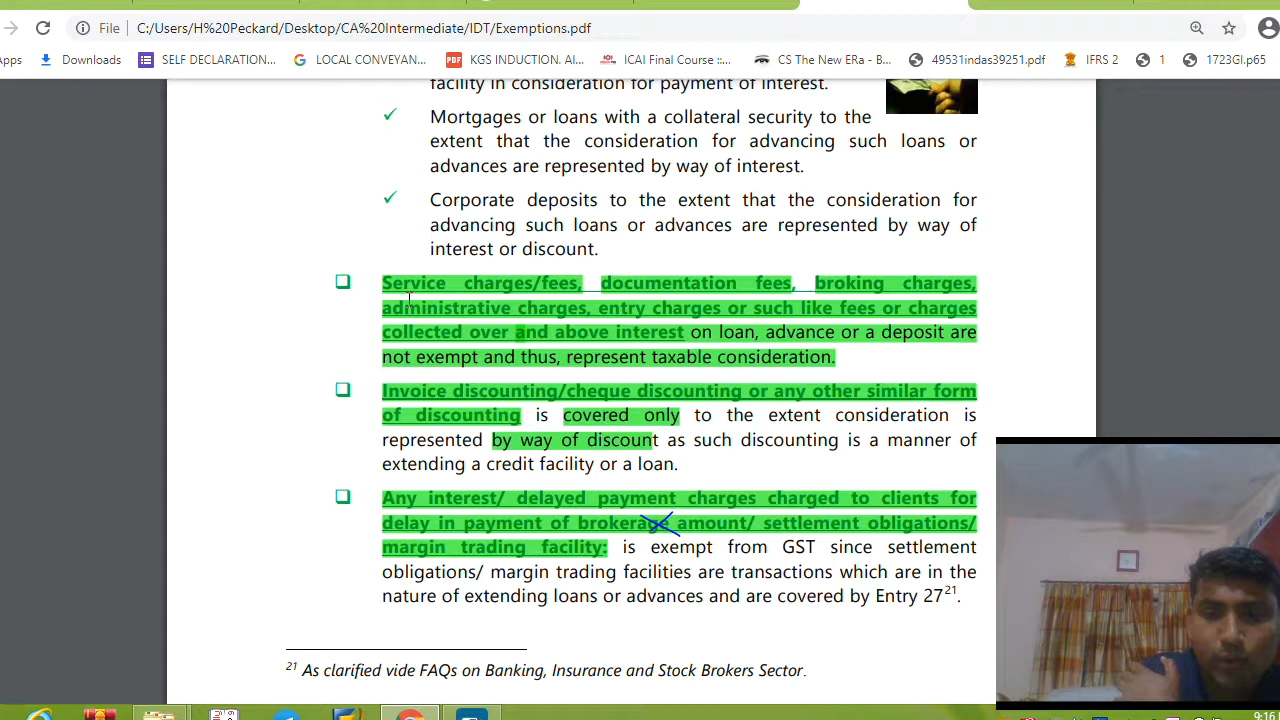 File
C:/Users/H%20Peckard/Desktop/CA%20Intermediate/IDT/Exemptions.pdf
Apps Downloads SELF DECLARATION... LOCAL CONVEYAN... KGS INDUCTION. AI... ICAI Final Course ::... CS The New ERa - B... 49531indas39251.pdf IFRS 2 1 1723GI.p65
facility in consideration for payment of interest.
Mortgages or loans with a collateral security to the
extent that the consideration for advancing such loans or
advances are represented by way of interest.
Corporate deposits to the extent that the consideration for
advancing such loans or advances are represented by way of
interest or discount.
Service charges/fees, documentation fees, broking charges,
administrative charges, entry charges or such like fees or charges
collected over and above interest on loan, advance or a deposit are
not exempt and thus, represent taxable consideration.
Invoice discounting/cheque discounting or any other similar form
of discounting is covered only to the extent consideration is
represented by way of discount as such discounting is a manner of
extending a credit facility or a loan.
Any interest/ delayed payment charges charged to clients for
delay in payment of brokerage amount/ settlement obligations/
margin trading facility: is exempt from GST since settlement
obligations/ margin trading facilities are transactions which are in the
nature of extending loans or advances and are covered by Entry 27²¹.
²¹ As clarified vide FAQs on Banking, Insurance and Stock Brokers Sector.
9:16